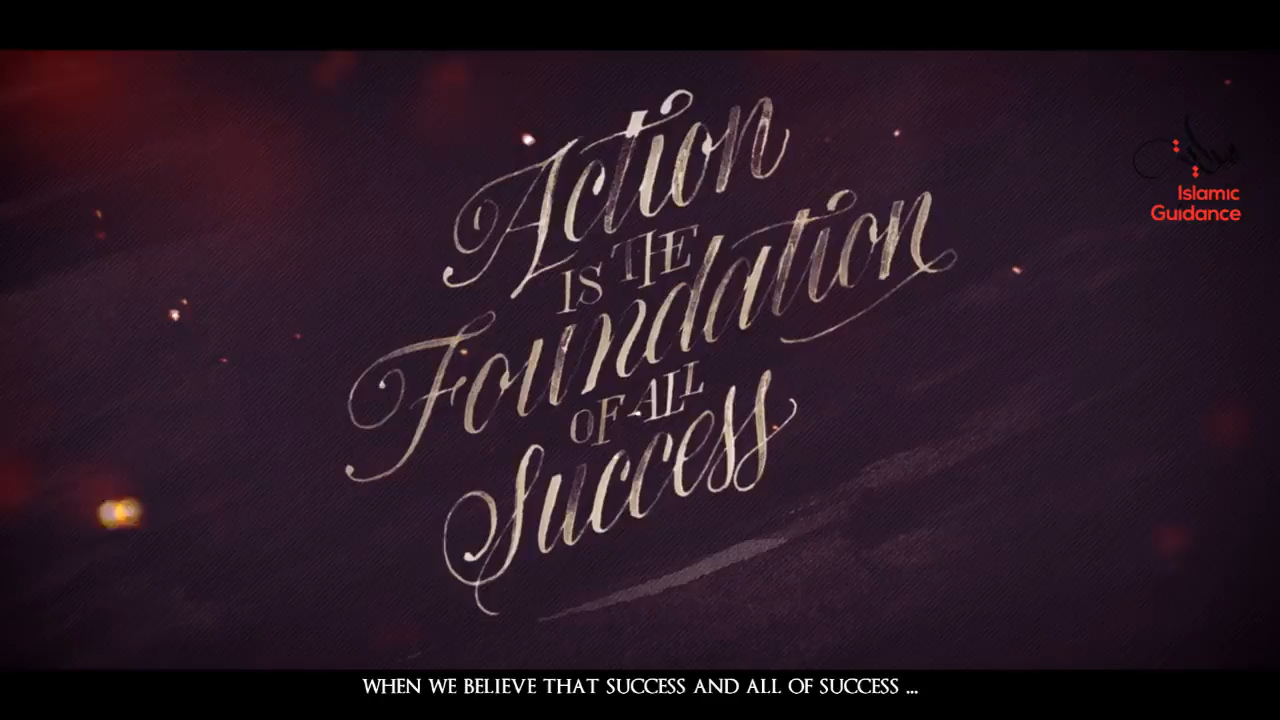 Action
IS THE
Foundation
OF ALL
Success
Islamic
Guidance
WHEN WE BELIEVE THAT SUCCESS AND ALL OF SUCCESS ...